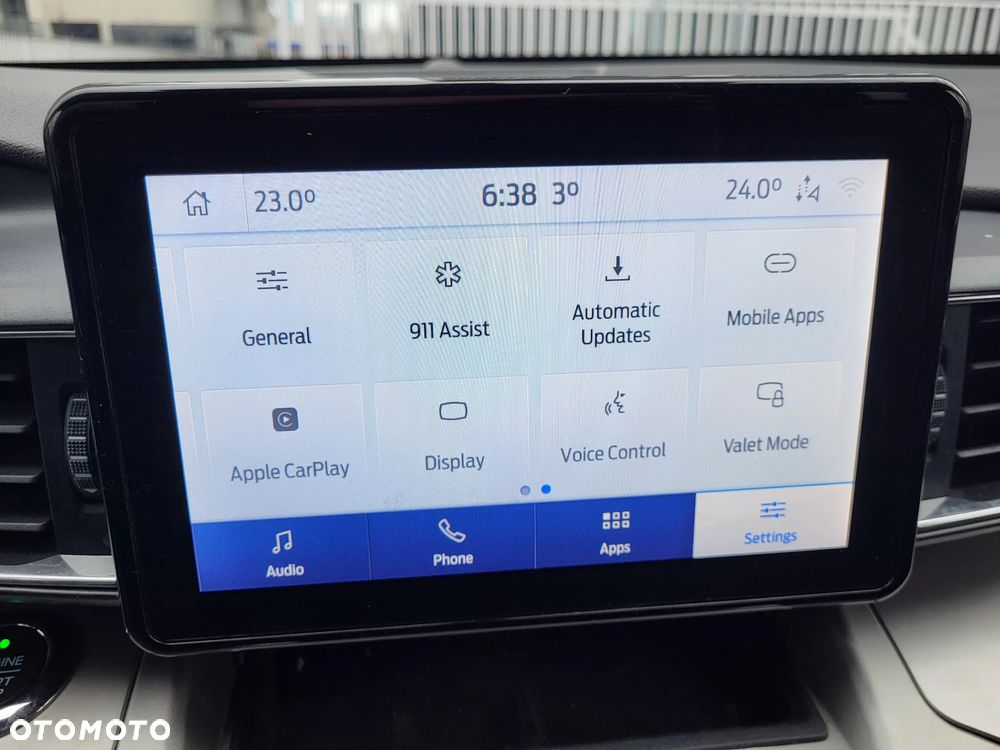 23.0° 6:38 3° 24.0°
General
911 Assist
Automatic
Updates
Mobile Apps
Apple CarPlay
Display
Voice Control
Valet Mode
Audio
Phone
Apps
Settings
OTOMOTO